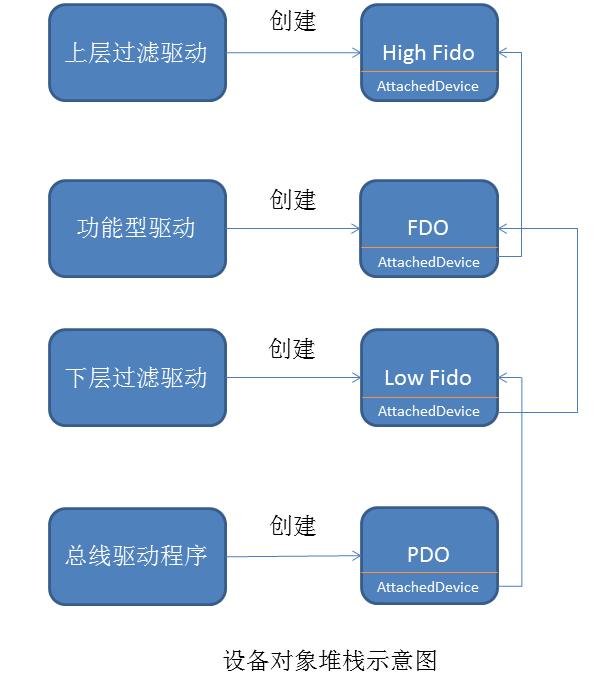 创建
上层过滤驱动
High Fido
AttachedDevice
创建
功能型驱动
FDO
AttachedDevice
创建
下层过滤驱动
Low Fido
AttachedDevice
创建
总线驱动程序
PDO
AttachedDevice
设备对象堆栈示意图